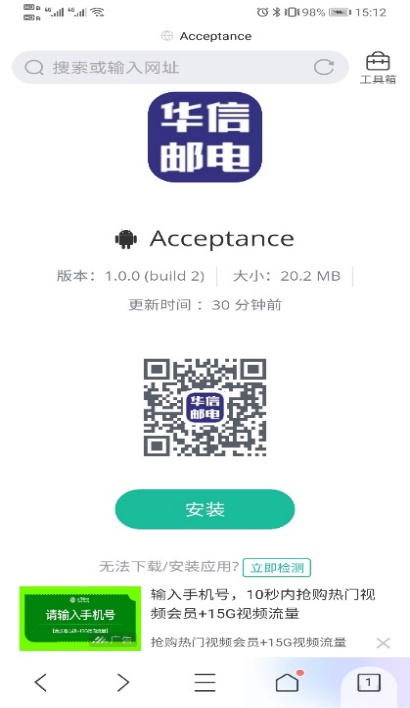 98% 15:12
Acceptance
搜索或输入网址
工具箱
华信
邮电
Acceptance
版本：1.0.0 (build 2) 大小：20.2 MB
更新时间：30 分钟前
华信
邮电
安装
无法下载/安装应用? 立即检测
请输入手机号
广告
输入手机号，10秒内抢购热门视
频会员+15G视频流量
抢购热门视频会员+15G视频流量
1